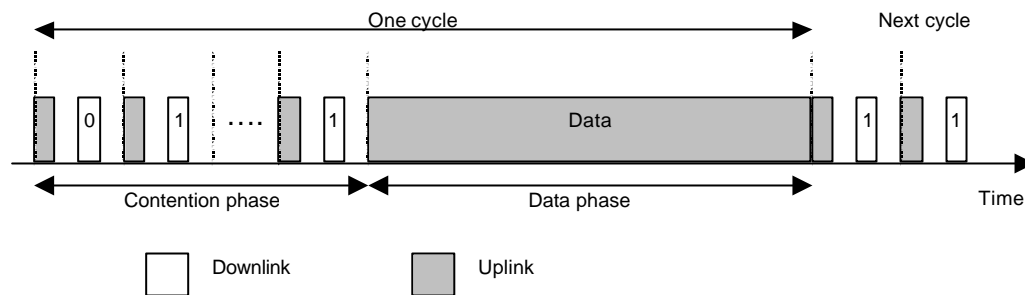 One cycle
Next cycle
0
1
....
1
Data
1
1
Contention phase
Data phase
Time
Downlink
Uplink